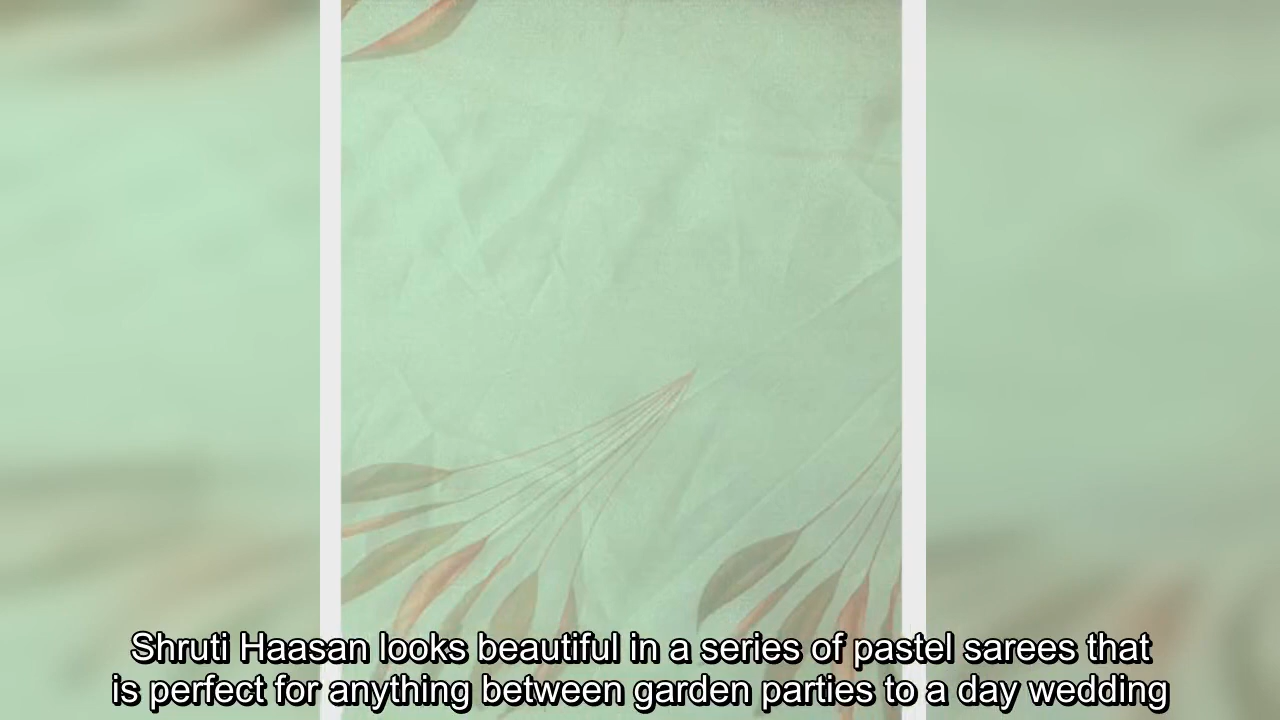 Shruti Haasan looks beautiful in a series of pastel sarees that
is perfect for anything between garden parties to a day wedding